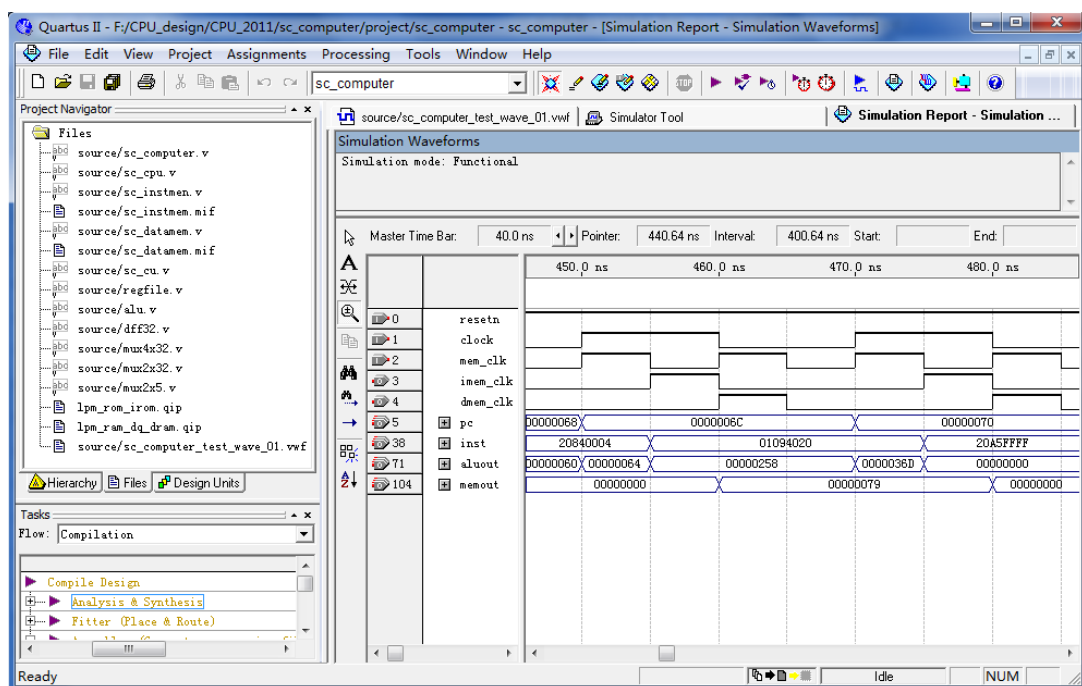 Quartus II - F:/CPU_design/CPU_2011/sc_computer/project/sc_computer - sc_computer - [Simulation Report - Simulation Waveforms]
File Edit View Project Assignments Processing Tools Window Help
sc_computer
STOP
Project Navigator
Files
source/sc_computer.v
source/sc_cpu.v
source/sc_instmen.v
source/sc_instmem.mif
source/sc_datamem.v
source/sc_datamem.mif
source/sc_cu.v
source/regfile.v
source/alu.v
source/dff32.v
source/mux4x32.v
source/mux2x32.v
source/mux2x5.v
lpm_rom_irom.qip
lpm_ram_dq_dram.qip
source/sc_computer_test_wave_01.vwf
Hierarchy Files Design Units
Tasks
Flow: Compilation
Compile Design
Analysis & Synthesis
Fitter (Place & Route)
source/sc_computer_test_wave_01.vwf Simulator Tool Simulation Report - Simulation ...
Simulation Waveforms
Simulation mode: Functional
Master Time Bar: 40.0 ns Pointer: 440.64 ns Interval: 400.64 ns Start: End:
450.0 ns 460.0 ns 470.0 ns 480.0 ns
0 resetn
1 clock
2 mem_clk
3 imem_clk
4 dmem_clk
5 pc 00000068 0000006C 00000070
38 inst 20840004 01094020 20A5FFFF
71 aluout 00000060 00000064 00000258 0000036D 00000000
104 memout 00000000 00000079 00000000
Ready Idle NUM